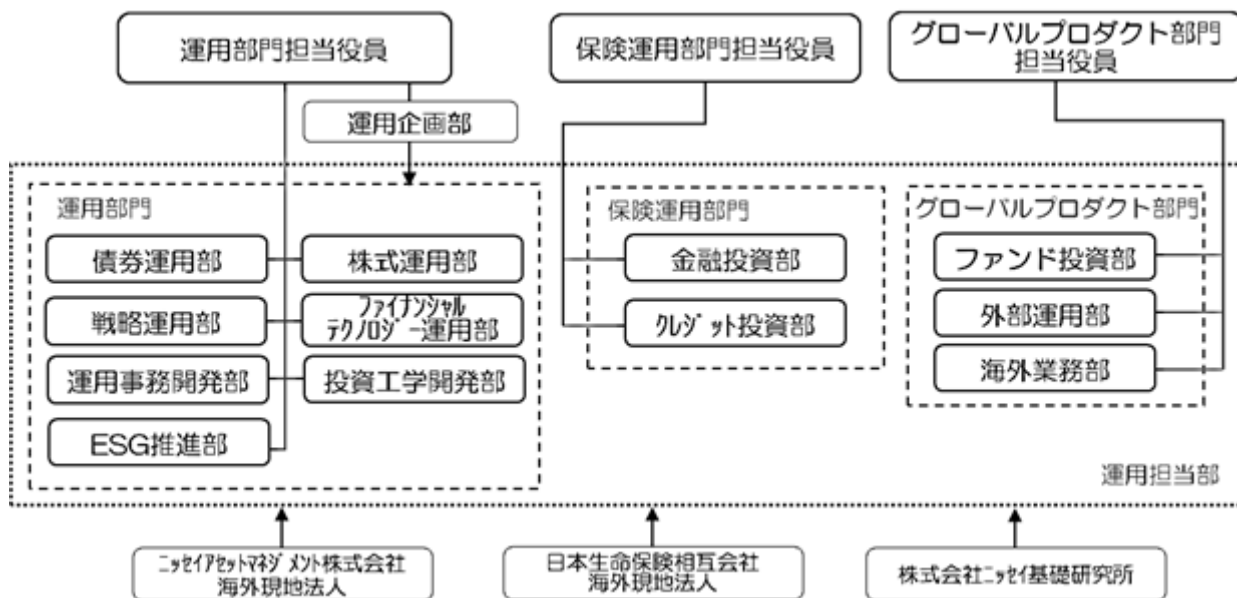 運用部門担当役員
保険運用部門担当役員
グローバルプロダクト部門
担当役員
運用企画部
運用部門
債券運用部
株式運用部
戦略運用部
ファイナンシャル
テクノロジー運用部
運用事務開発部
投資工学開発部
ESG推進部
保険運用部門
金融投資部
クレジット投資部
グローバルプロダクト部門
ファンド投資部
外部運用部
海外業務部
運用担当部
ニッセイアセットマネジメント株式会社
海外現地法人
日本生命保険相互会社
海外現地法人
株式会社ニッセイ基礎研究所